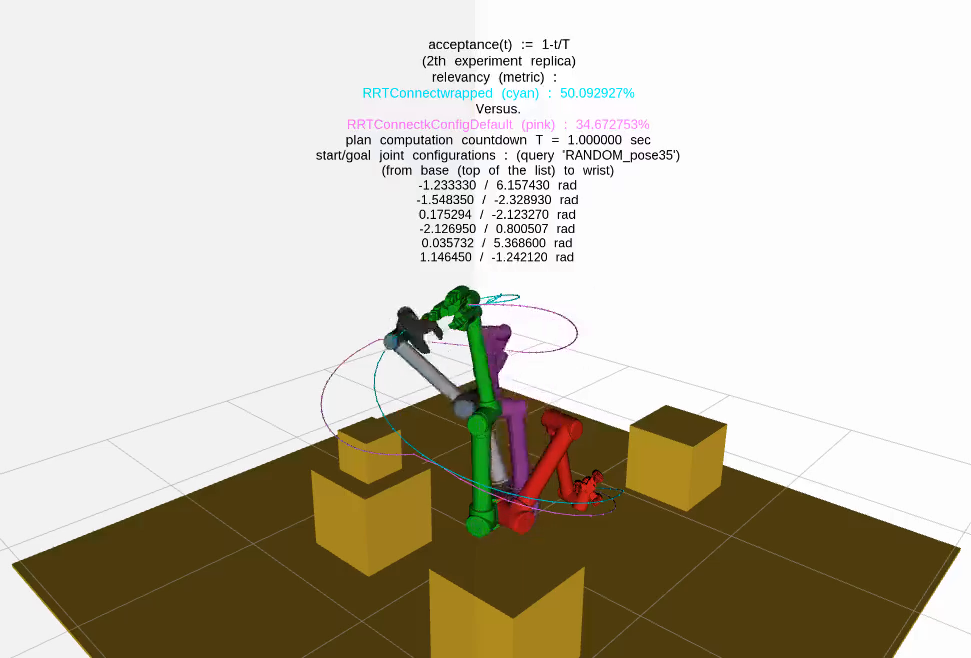 acceptance(t) := 1-t/T
(2th experiment replica)
relevancy (metric) :
RRTConnectwrapped (cyan) : 50.092927%
Versus.
RRTConnectkConfigDefault (pink) : 34.672753%
plan computation countdown T = 1.000000 sec
start/goal joint configurations : (query 'RANDOM_pose35')
(from base (top of the list) to wrist)
-1.233330 / 6.157430 rad
-1.548350 / -2.328930 rad
0.175294 / -2.123270 rad
-2.126950 / 0.800507 rad
0.035732 / 5.368600 rad
1.146450 / -1.242120 rad